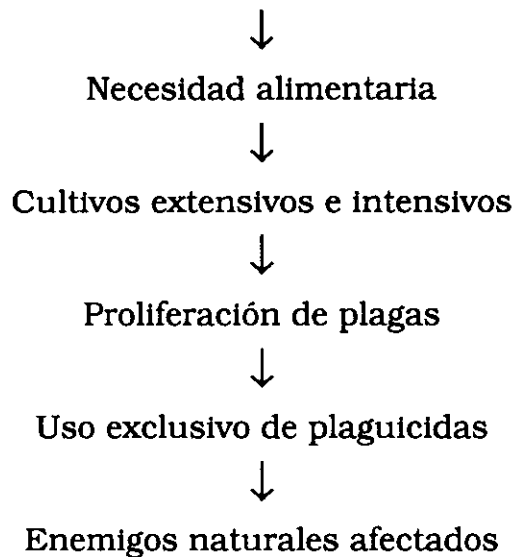 Necesidad alimentaria
Cultivos extensivos e intensivos
Proliferación de plagas
Uso exclusivo de plaguicidas
Enemigos naturales afectados